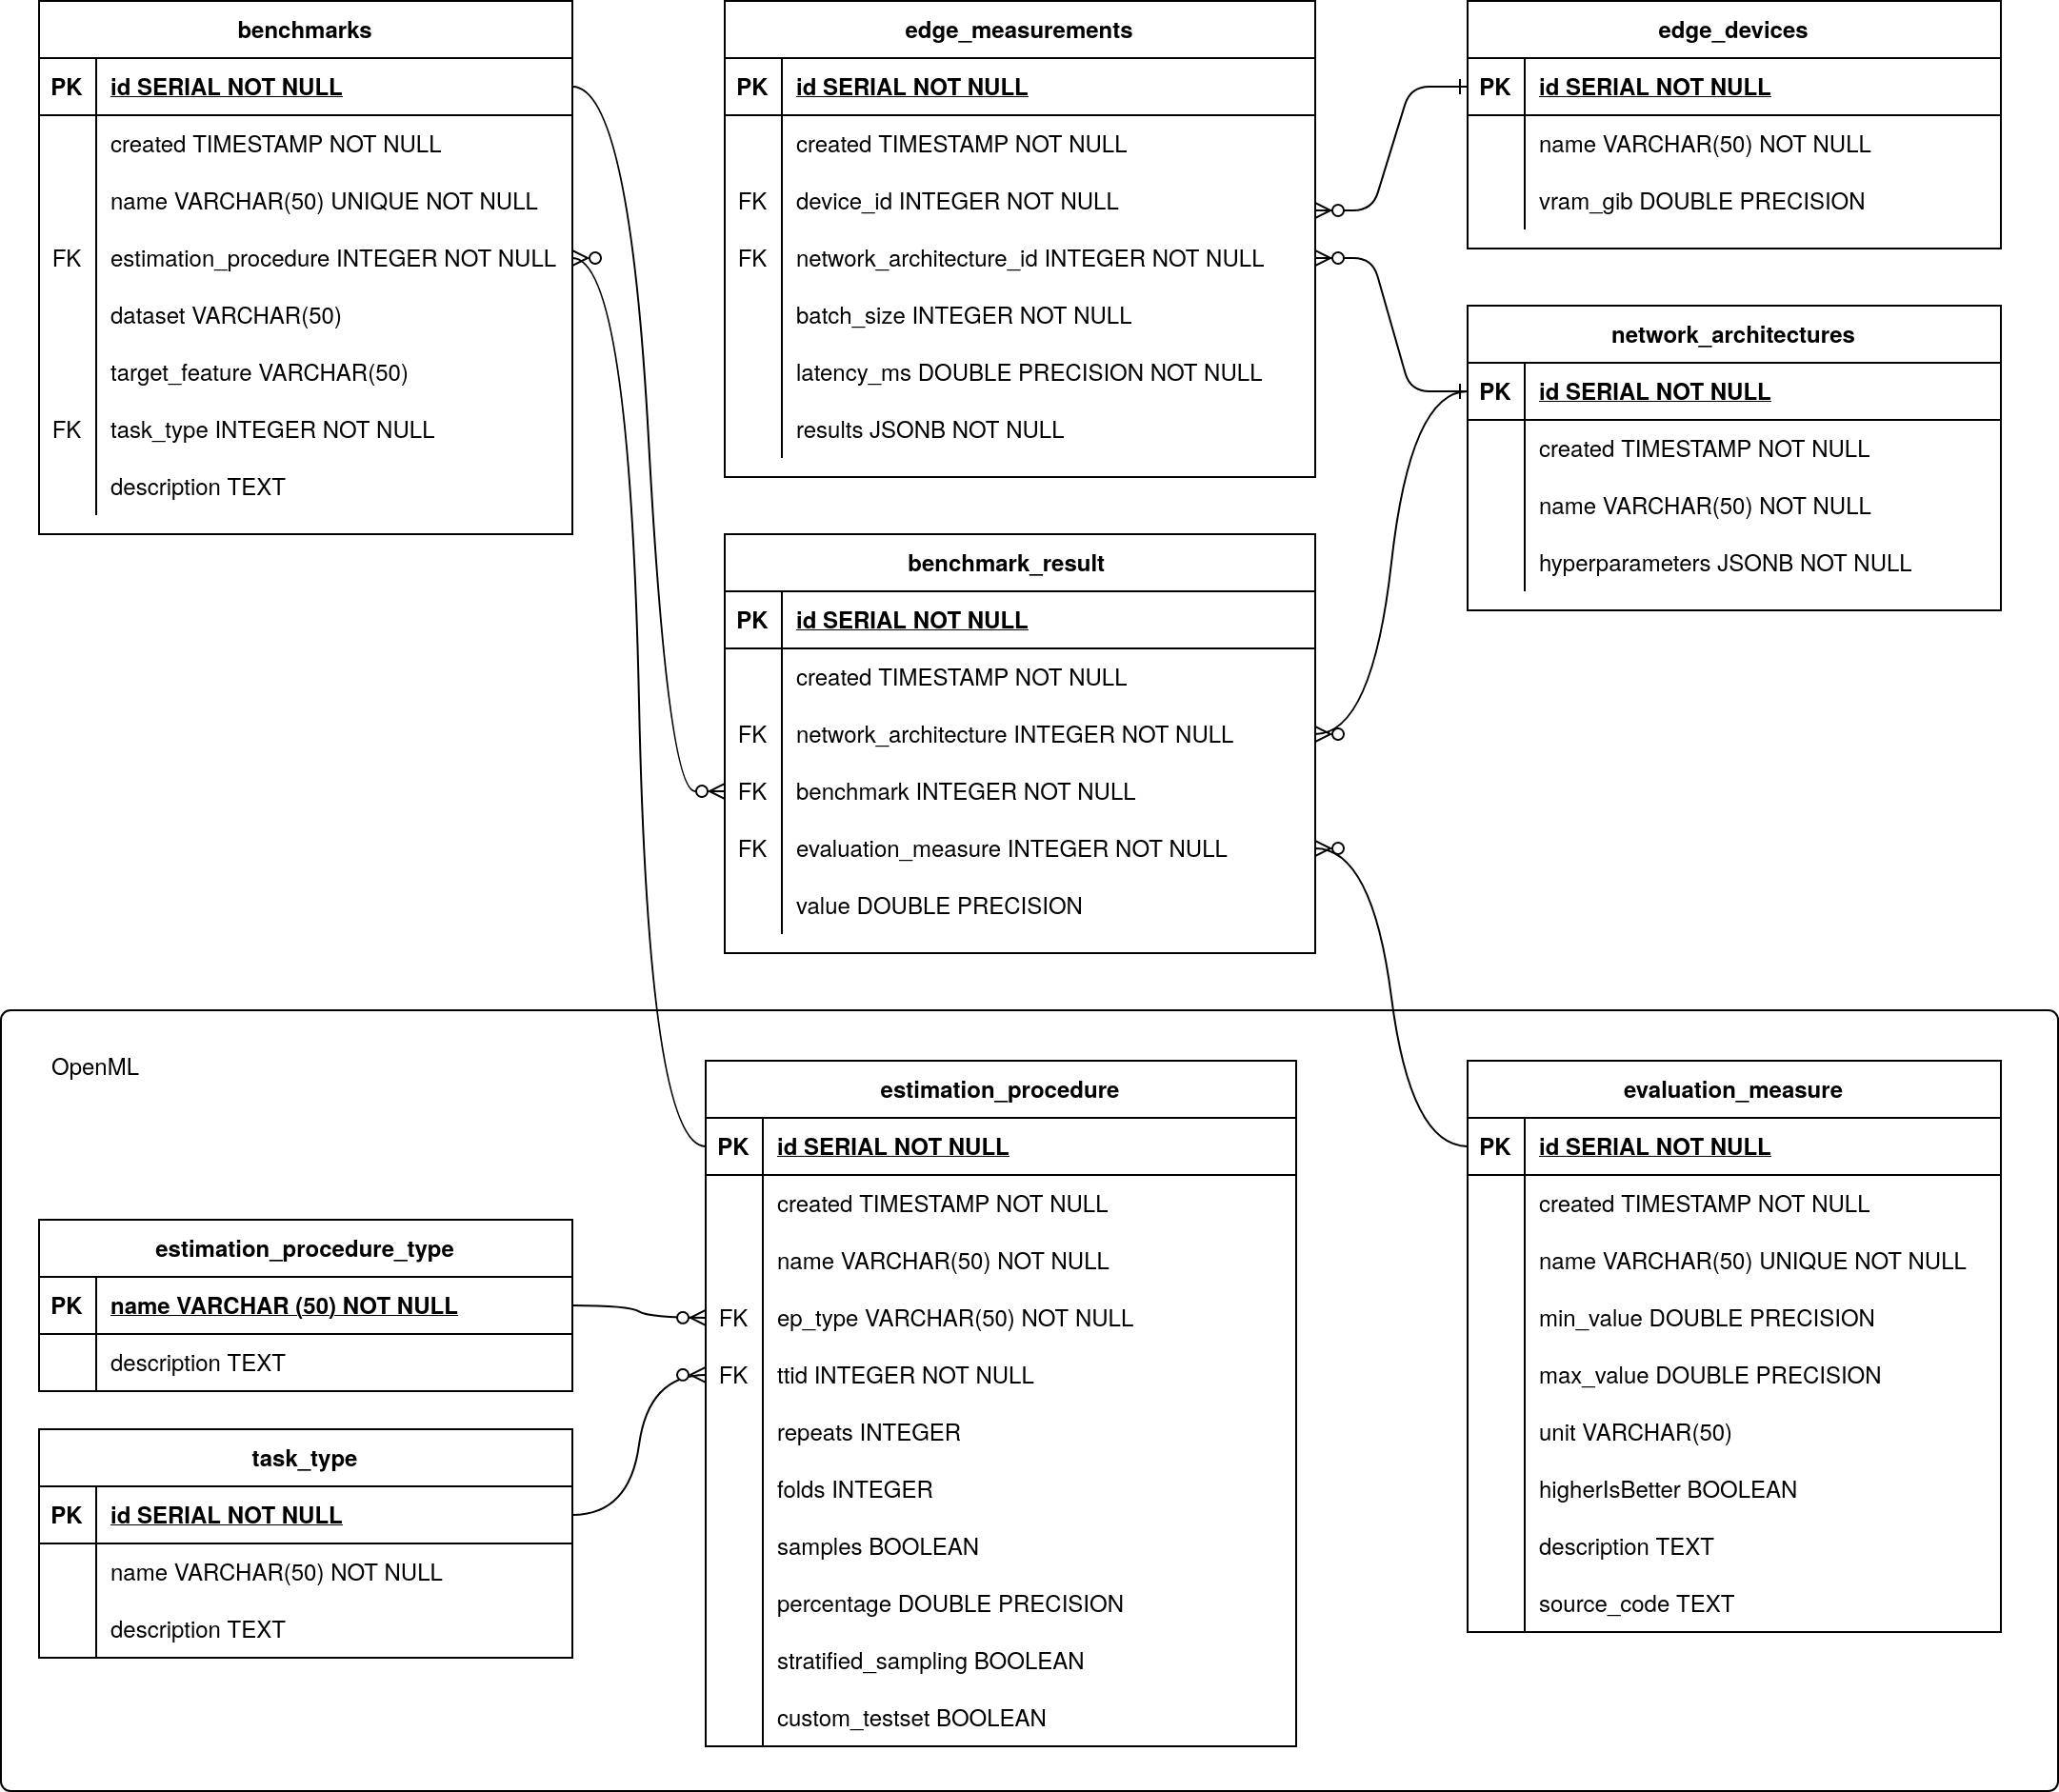 benchmarks
PK id SERIAL NOT NULL
created TIMESTAMP NOT NULL
name VARCHAR(50) UNIQUE NOT NULL
FK estimation_procedure INTEGER NOT NULL
dataset VARCHAR(50)
target_feature VARCHAR(50)
FK task_type INTEGER NOT NULL
description TEXT
edge_measurements
PK id SERIAL NOT NULL
created TIMESTAMP NOT NULL
FK device_id INTEGER NOT NULL
FK network_architecture_id INTEGER NOT NULL
batch_size INTEGER NOT NULL
latency_ms DOUBLE PRECISION NOT NULL
results JSONB NOT NULL
edge_devices
PK id SERIAL NOT NULL
name VARCHAR(50) NOT NULL
vram_gib DOUBLE PRECISION
network_architectures
PK id SERIAL NOT NULL
created TIMESTAMP NOT NULL
name VARCHAR(50) NOT NULL
hyperparameters JSONB NOT NULL
benchmark_result
PK id SERIAL NOT NULL
created TIMESTAMP NOT NULL
FK network_architecture INTEGER NOT NULL
FK benchmark INTEGER NOT NULL
FK evaluation_measure INTEGER NOT NULL
value DOUBLE PRECISION
OpenML
estimation_procedure_type
PK name VARCHAR (50) NOT NULL
description TEXT
task_type
PK id SERIAL NOT NULL
name VARCHAR(50) NOT NULL
description TEXT
estimation_procedure
PK id SERIAL NOT NULL
created TIMESTAMP NOT NULL
name VARCHAR(50) NOT NULL
FK ep_type VARCHAR(50) NOT NULL
FK ttid INTEGER NOT NULL
repeats INTEGER
folds INTEGER
samples BOOLEAN
percentage DOUBLE PRECISION
stratified_sampling BOOLEAN
custom_testset BOOLEAN
evaluation_measure
PK id SERIAL NOT NULL
created TIMESTAMP NOT NULL
name VARCHAR(50) UNIQUE NOT NULL
min_value DOUBLE PRECISION
max_value DOUBLE PRECISION
unit VARCHAR(50)
higherIsBetter BOOLEAN
description TEXT
source_code TEXT